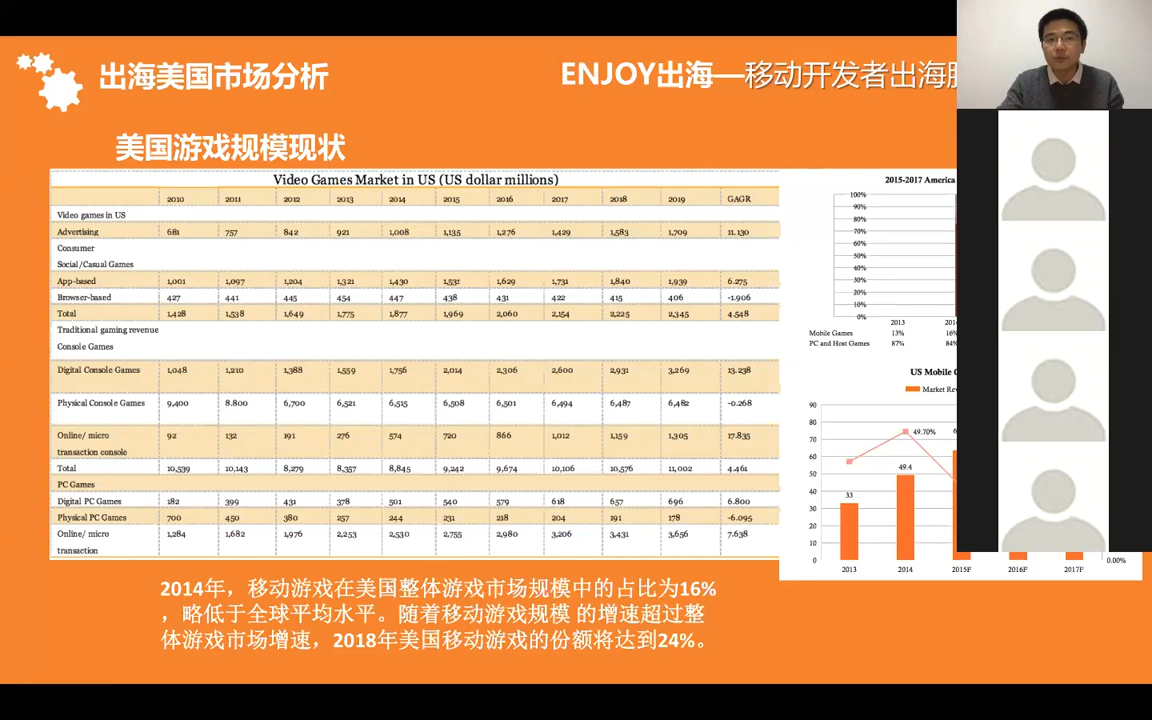 出海美国市场分析
ENJOY出海—移动开发者出海
美国游戏规模现状
Video Games Market in US (US dollar millions)
2010 2011 2012 2013 2014 2015 2016 2017 2018 2019 GAGR
Video games in US
Advertising 681 757 842 921 1,008 1,135 1,276 1,429 1,583 1,709 11.130
Consumer
Social/Casual Games
App-based 1,001 1,097 1,204 1,321 1,430 1,531 1,629 1,731 1,840 1,939 6.275
Browser-based 427 441 445 454 447 438 431 422 415 406 -1.906
Total 1,428 1,538 1,649 1,775 1,877 1,969 2,060 2,154 2,225 2,345 4.548
Traditional gaming revenue
Console Games
Digital Console Games 1,048 1,210 1,388 1,559 1,756 2,014 2,306 2,600 2,931 3,269 13.238
Physical Console Games 9,400 8.800 6,700 6,521 6,515 6,508 6,501 6,494 6,487 6,482 -0.268
Online/ micro 92 132 191 276 574 720 866 1,012 1,159 1,305 17.835
transaction console
Total 10,539 10,143 8,279 8,357 8,845 9,242 9,674 10,106 10,576 11,002 4.461
PC Games
Digital PC Games 182 399 431 378 501 540 579 618 657 696 6.800
Physical PC Games 700 450 380 257 244 231 218 204 191 178 -6.095
Online/ micro 1,284 1,682 1,976 2,253 2,530 2,755 2,980 3,206 3,431 3,656 7.638
transaction
2015-2017 America
100%
90%
80%
70%
60%
50%
40%
30%
20%
10%
0%
2013 2014
Mobile Games 13% 16%
PC and Host Games 87% 84%
US Mobile
Market Re
90
80
70
60
50
40
30
20
10
0
33
49.4
49.70%
6
0.00%
2013 2014 2015F 2016F 2017F
2014年，移动游戏在美国整体游戏市场规模中的占比为16%
，略低于全球平均水平。随着移动游戏规模 的增速超过整
体游戏市场增速，2018年美国移动游戏的份额将达到24%。